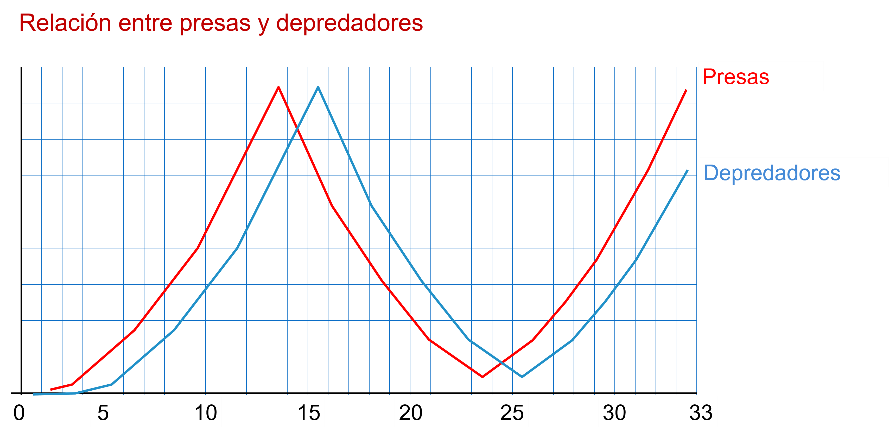 Relación entre presas y depredadores
Presas
Depredadores
0 5 10 15 20 25 30 33